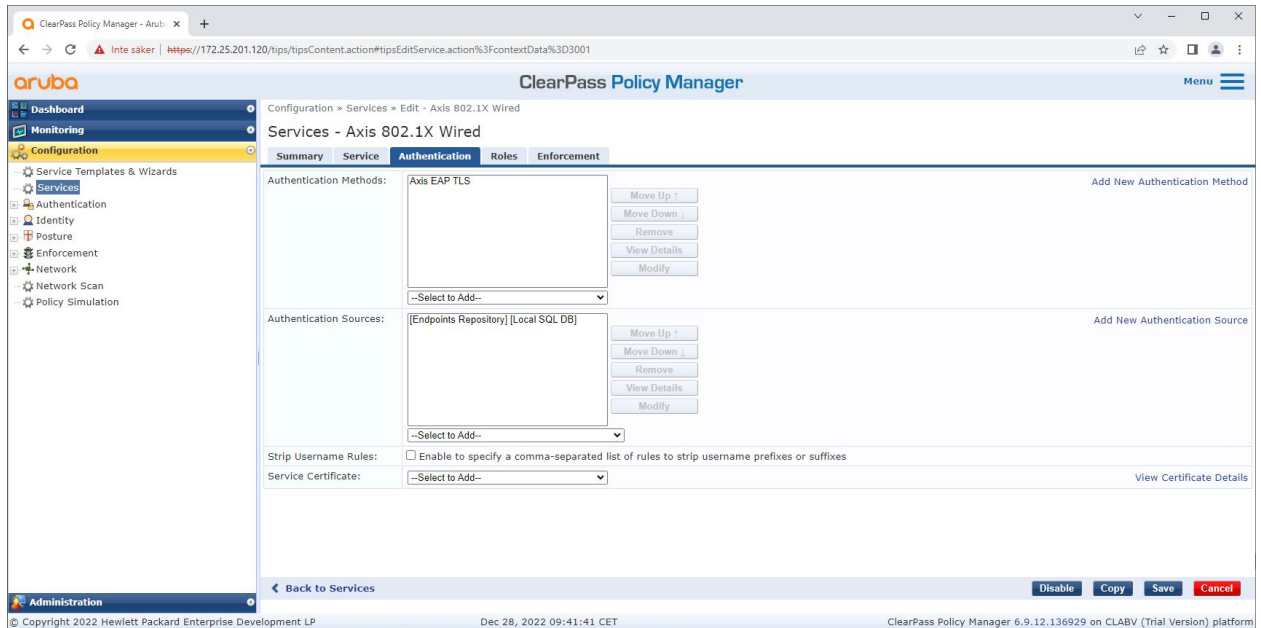 ClearPass Policy Manager - Arub
Inte säker | https://172.25.201.120/tips/tipsContent.action#tipsEditService.action%3FcontextData%3D3001
aruba
ClearPass Policy Manager
Menu
Dashboard
Monitoring
Configuration
Service Templates & Wizards
Services
Authentication
Identity
Posture
Enforcement
Network
Network Scan
Policy Simulation
Administration
Configuration » Services » Edit - Axis 802.1X Wired
Services - Axis 802.1X Wired
Summary Service Authentication Roles Enforcement
Authentication Methods:
Axis EAP TLS
Move Up ↑
Move Down ↓
Remove
View Details
Modify
Add New Authentication Method
--Select to Add--
Authentication Sources:
[Endpoints Repository] [Local SQL DB]
Move Up ↑
Move Down ↓
Remove
View Details
Modify
Add New Authentication Source
--Select to Add--
Strip Username Rules: Enable to specify a comma-separated list of rules to strip username prefixes or suffixes
Service Certificate: --Select to Add-- View Certificate Details
Back to Services Disable Copy Save Cancel
© Copyright 2022 Hewlett Packard Enterprise Development LP Dec 28, 2022 09:41:41 CET ClearPass Policy Manager 6.9.12.136929 on CLABV (Trial Version) platform